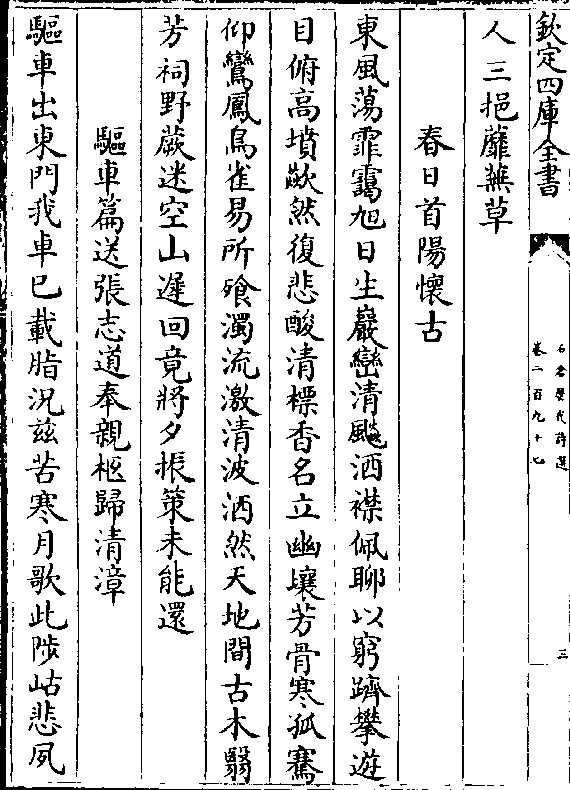 欽定四庫全書
石倉歷代詩選
卷二百九十七
三
人三挹蘼蕪草
春日首陽懷古
東風蕩霏靄旭日生巖巒清飈洒襟佩聊以窮躋攀遊
目俯高墳歘然復悲酸清標香名立幽壤芳骨寒孤騫
仰鸞鳳鳥雀易所飱濁流激清波洒然天地間古木翳
芳祠野蕨迷空山遲回竟將夕振策未能還
驅車篇送張志道奉親柩歸清漳
驅車出東門我車已載脂況兹苦寒月歌此陟岵悲夙